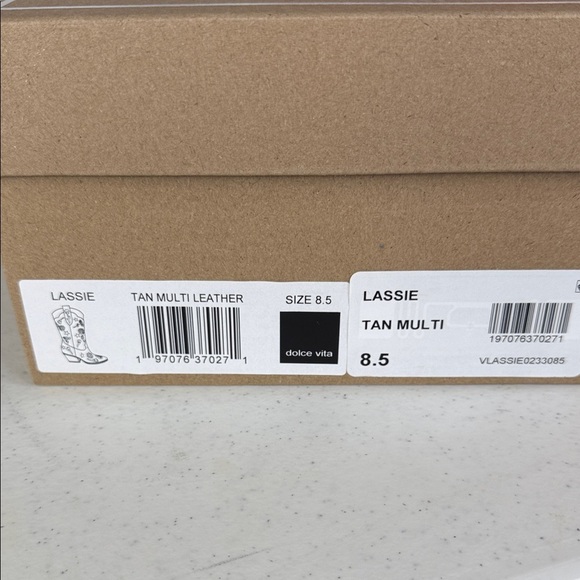 LASSIE
TAN MULTI LEATHER
SIZE 8.5
1 97076 37027 1
dolce vita
LASSIE
TAN MULTI
197076370271
8.5
VLASSIE0233085